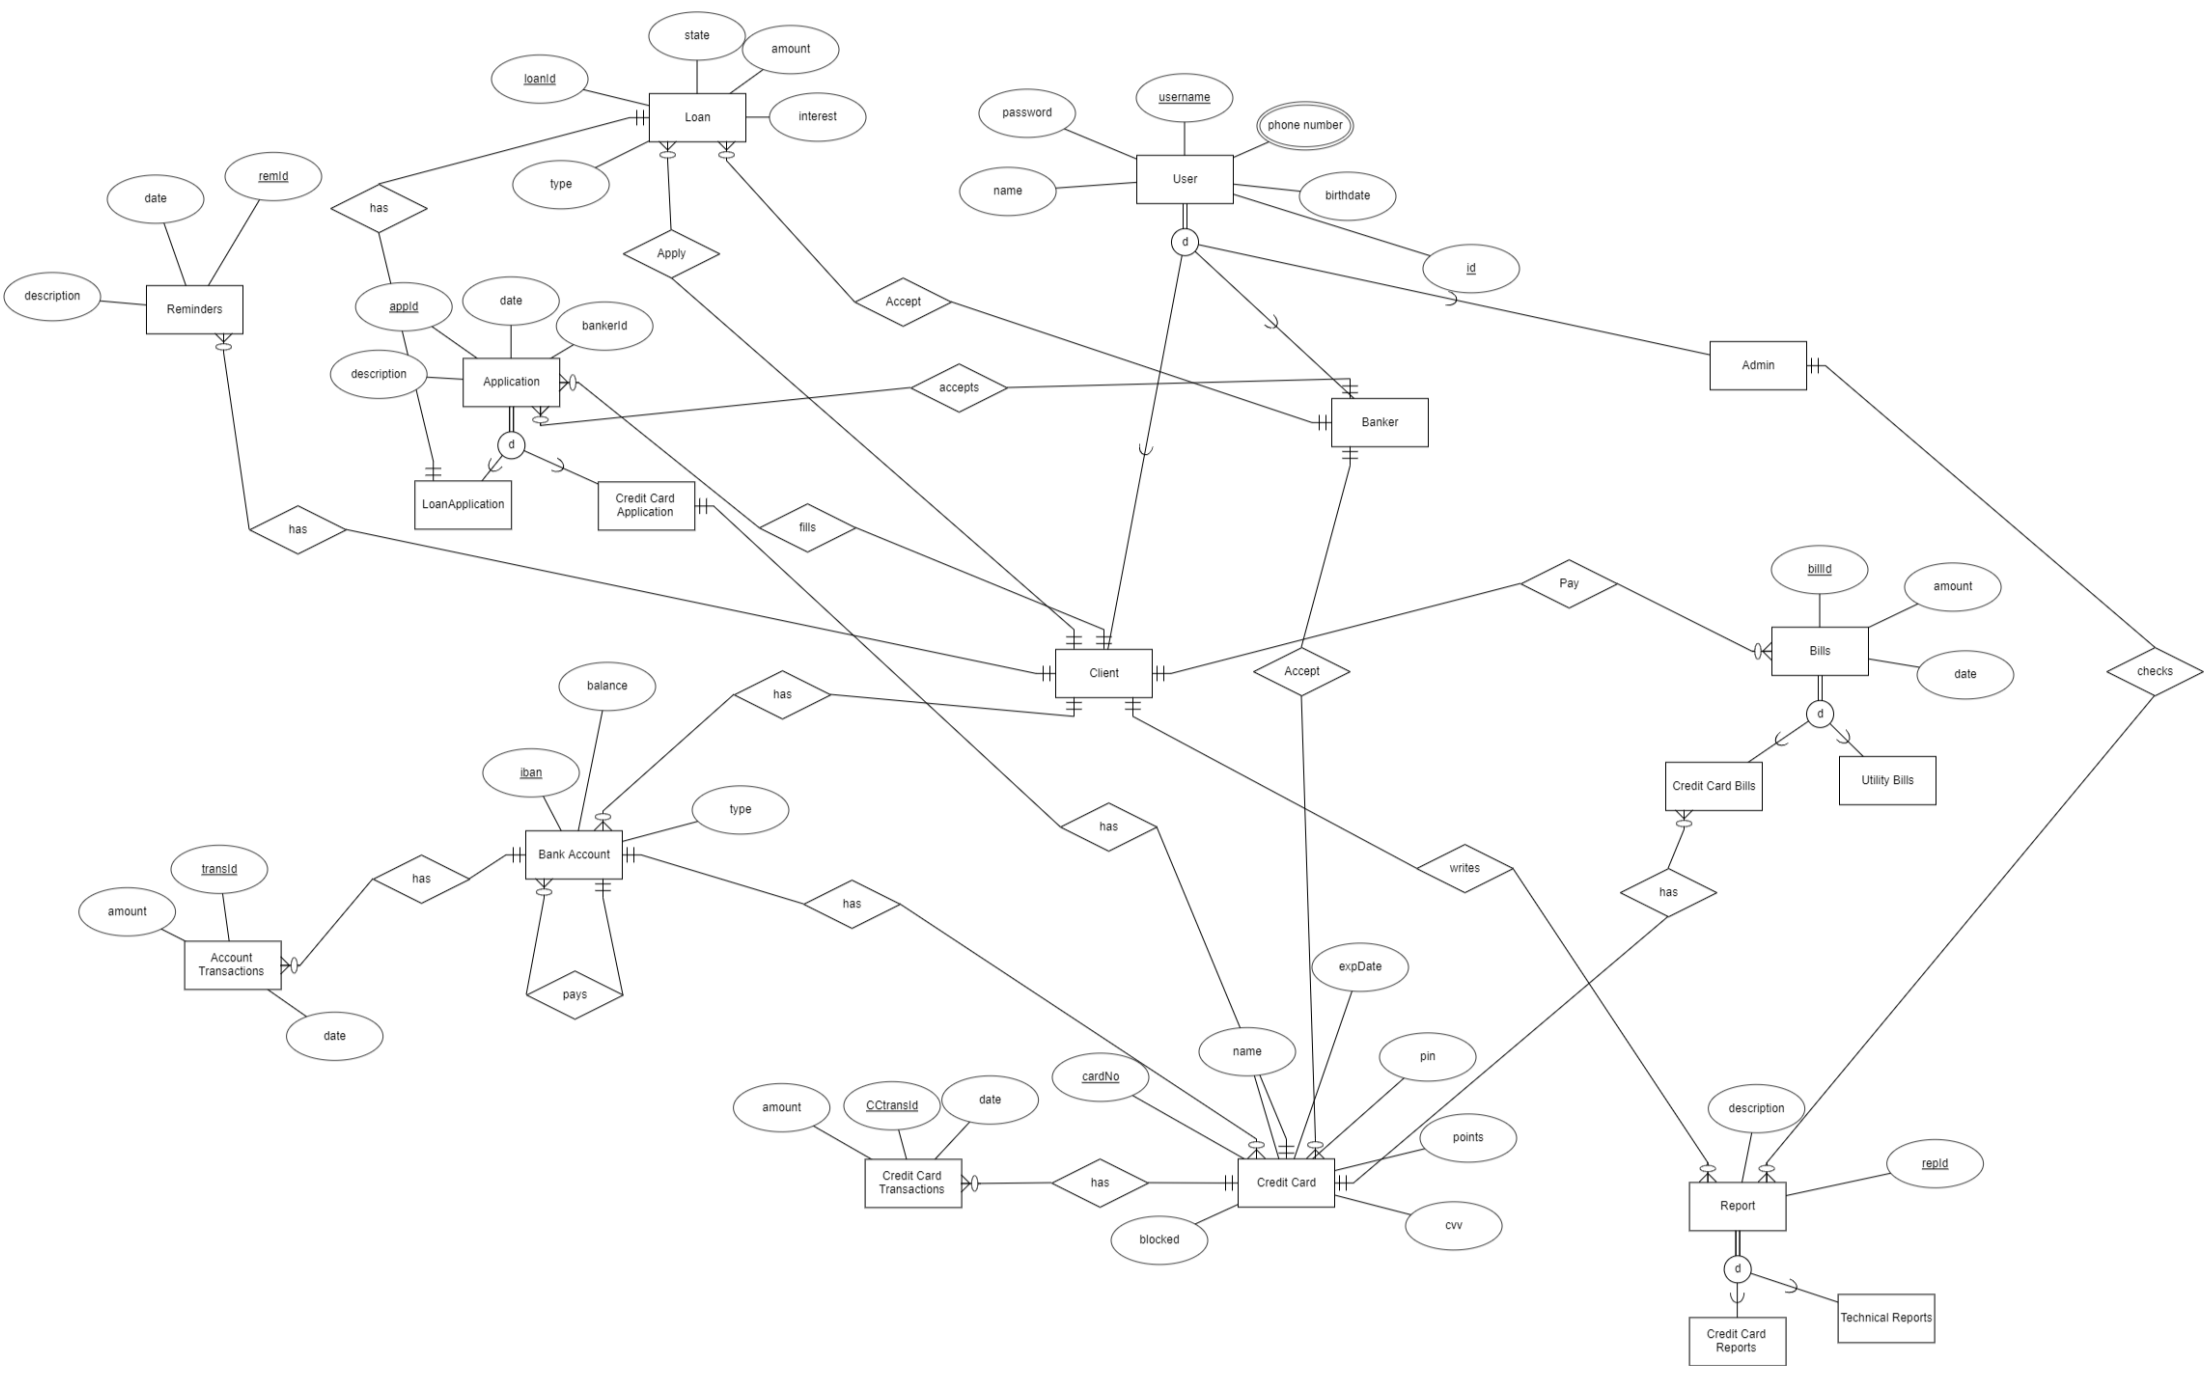 state
amount
loanId
Loan
interest
type
username
password
phone number
User
name
birthdate
id
remId
date
has
Apply
Accept
description
Reminders
appId
date
bankerId
description
Application
accepts
Admin
Banker
d
d
LoanApplication
Credit Card
Application
has
fills
Pay
billId
amount
Bills
date
checks
Client
Accept
d
Credit Card Bills
Utility Bills
balance
has
iban
type
Bank Account
has
has
writes
has
transId
has
amount
Account
Transactions
date
pays
has
expDate
name
pin
cardNo
amount
CCtransId
date
points
Credit Card
Transactions
has
Credit Card
blocked
cvv
description
repId
Report
d
Technical Reports
Credit Card
Reports